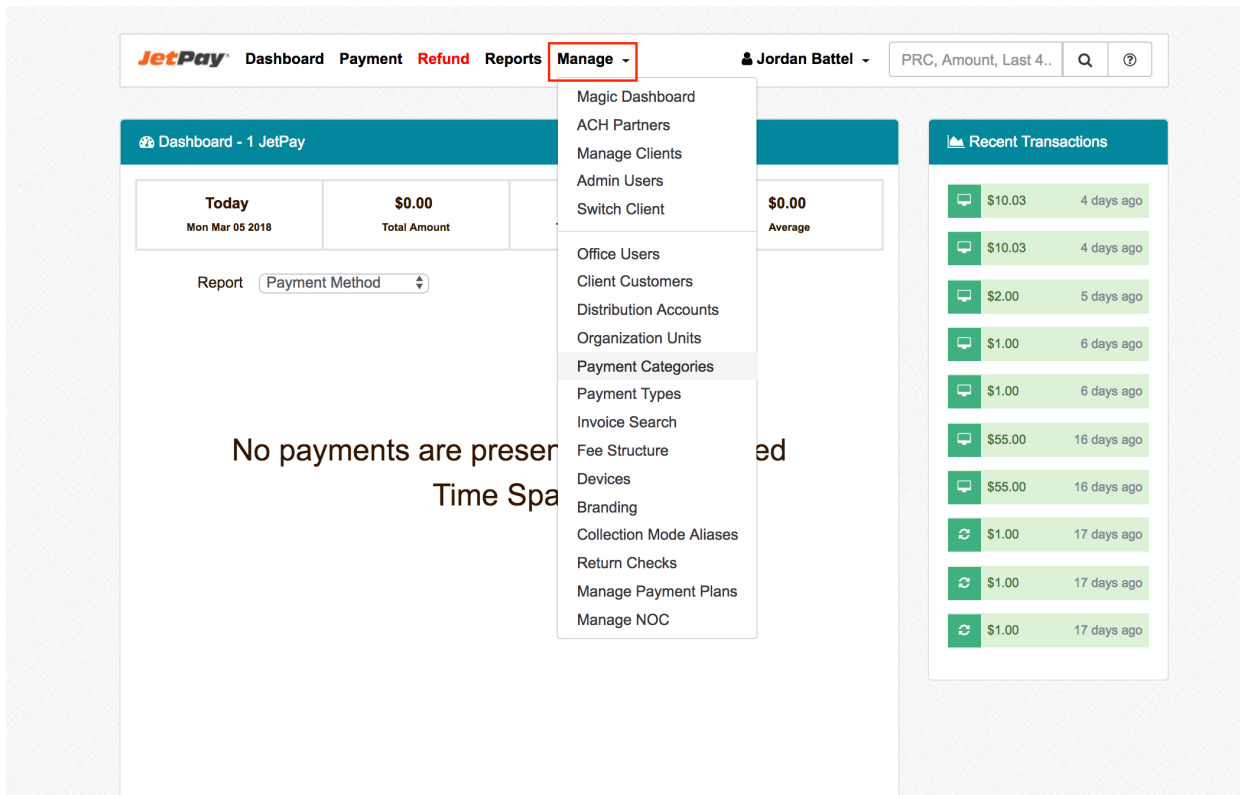 JetPay Dashboard Payment Refund Reports Manage Jordan Battel PRC, Amount, Last 4..
Magic Dashboard
ACH Partners
Manage Clients
Admin Users
Switch Client
Office Users
Client Customers
Distribution Accounts
Organization Units
Payment Categories
Payment Types
Invoice Search
Fee Structure
Devices
Branding
Collection Mode Aliases
Return Checks
Manage Payment Plans
Manage NOC
Dashboard - 1 JetPay
Today $0.00 $0.00
Mon Mar 05 2018 Total Amount Average
Report Payment Method
No payments are
Time
Recent Transactions
$10.03 4 days ago
$10.03 4 days ago
$2.00 5 days ago
$1.00 6 days ago
$1.00 6 days ago
$55.00 16 days ago
$55.00 16 days ago
$1.00 17 days ago
$1.00 17 days ago
$1.00 17 days ago